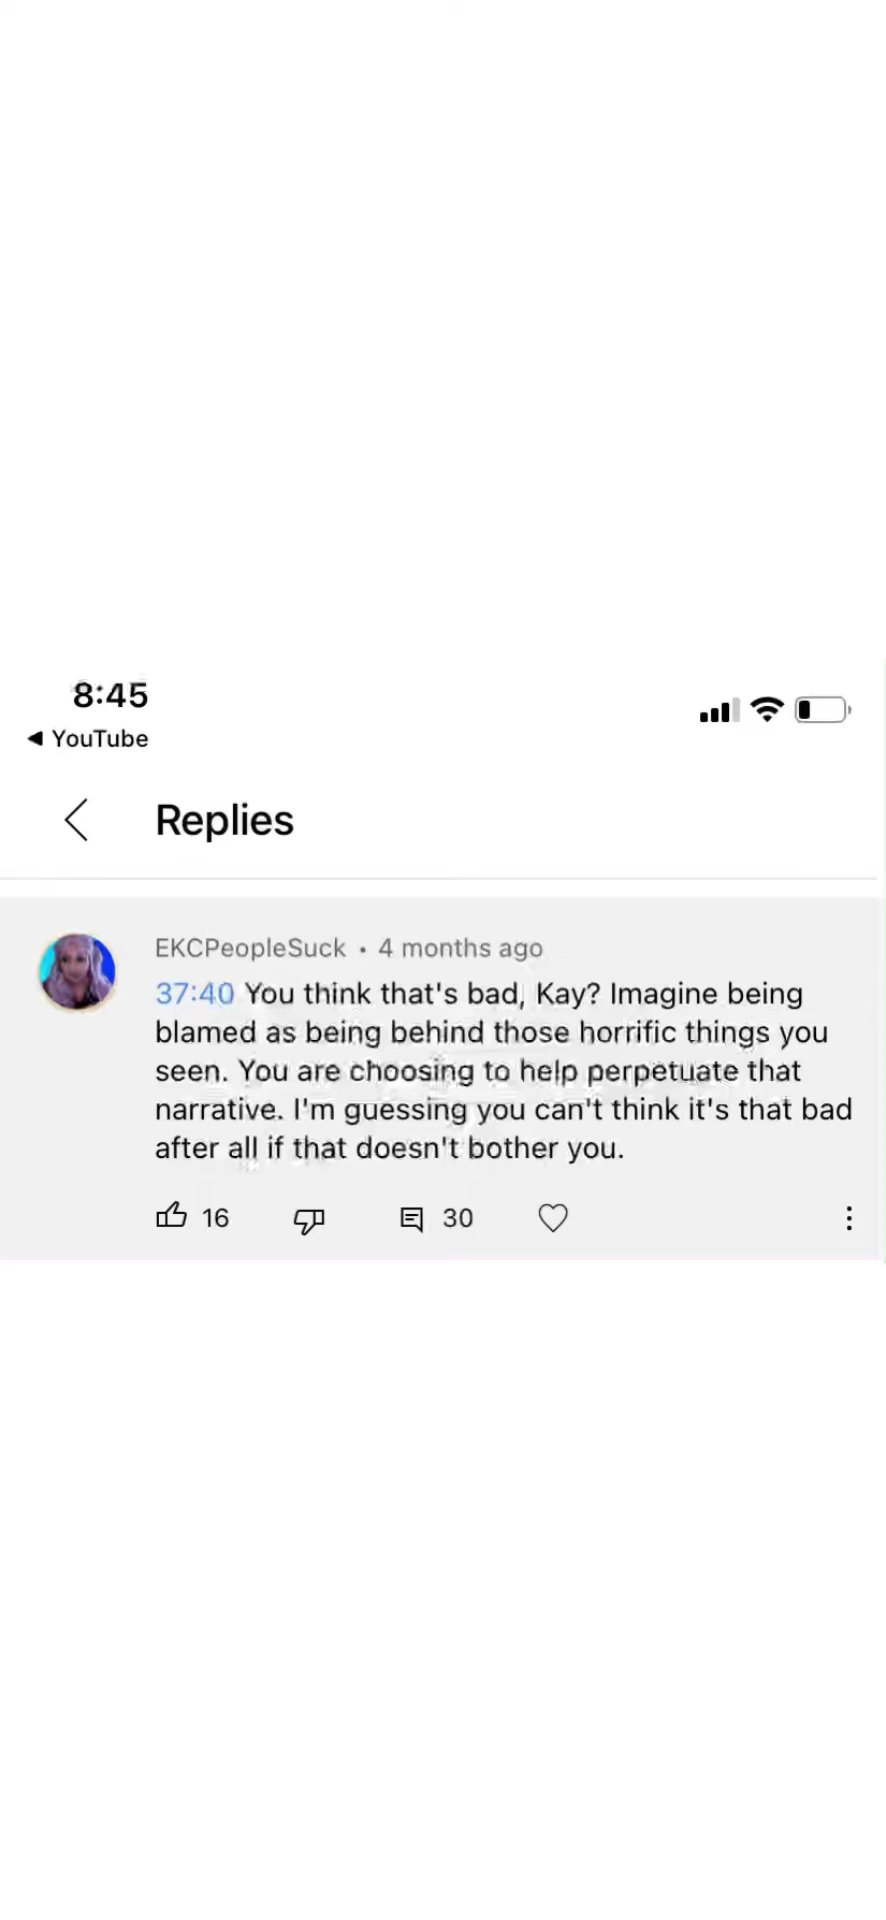 8:45
◀ YouTube
Replies
EKCPeopleSuck • 4 months ago
37:40 You think that's bad, Kay? Imagine being
blamed as being behind those horrific things you
seen. You are choosing to help perpetuate that
narrative. I'm guessing you can't think it's that bad
after all if that doesn't bother you.
16 30